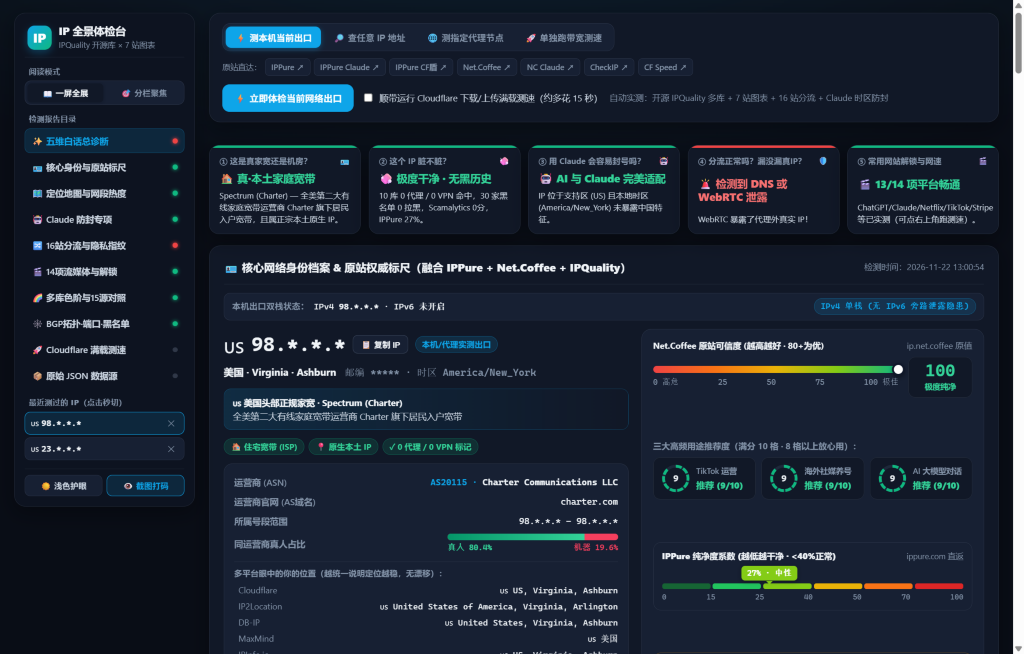 IP
IP 全景体检台
IPQuality 开源库 × 7 站图表
阅读模式
一屏全展
分栏聚焦
检测报告目录
五维白话总诊断
核心身份与原站标尺
定位地图与网段热度
Claude 防封专项
16站分流与隐私指纹
14项流媒体与解锁
多库色阶与15源对照
BGP拓扑·端口·黑名单
Cloudflare 满载测速
原始 JSON 数据源
最近测过的 IP（点击秒切）
us 98.*.*.*
us 23.*.*.*
浅色护眼
截图打码
测本机当前出口
查任意 IP 地址
测指定代理节点
单独跑带宽测速
原站直达：
IPPure ↗
IPPure Claude ↗
IPPure CF盾 ↗
Net.Coffee ↗
NC Claude ↗
CheckIP ↗
CF Speed ↗
立即体检当前网络出口
顺带运行 Cloudflare 下载/上传满载测速（约多花 15 秒）
自动实测：开源 IPQuality 多库 + 7 站图表 + 16 站分流 + Claude 时区防封
① 这是真家宽还是机房?
真·本土家庭宽带
Spectrum (Charter) — 全美第二大有
线家庭宽带运营商 Charter 旗下居民
入户宽带，且属正宗本土原生 IP。
② 这个 IP 脏不脏?
极度干净 · 无黑历史
10 库 0 代理 / 0 VPN 命中，30 家黑
名单 0 拉黑，Scamalytics 0分，
IPPure 27%。
③ 用 Claude 会容易封号吗?
AI 与 Claude 完美适配
IP 位于支持区 (US) 且本地时区
(America/New_York) 未暴露中国特
征。
④ 分流正常吗? 漏没漏真IP?
检测到 DNS 或
WebRTC 泄露
WebRTC 暴露了代理外真实 IP!
⑤ 常用网站解锁与网速
13/14 项平台畅通
ChatGPT/Claude/Netflix/TikTok/Stripe
等已实测（可点右上角跑测速）。
核心网络身份档案 & 原站权威标尺（融合 IPPure + Net.Coffee + IPQuality）
检测时间：2026-11-22 13:00:54
本机出口双栈状态： IPv4 98.*.*.* · IPv6 未开启
IPv4 单栈 (无 IPv6 旁路泄露隐患)
US 98.*.*.*
复制 IP
本机/代理实测出口
美国 · Virginia · Ashburn 邮编 ***** · 时区 America/New_York
us 美国头部正规家宽 · Spectrum (Charter)
全美第二大有线家庭宽带运营商 Charter 旗下居民入户宽带
住宅宽带 (ISP)
原生本土 IP
✓ 0 代理 / 0 VPN 标记
运营商 (ASN)
AS20115 · Charter Communications LLC
运营商官网 (AS域名)
charter.com
所属号段范围
98.*.*.* – 98.*.*.*
同运营商真人占比
真人 80.4%
机器 19.6%
多平台眼中的你的位置（越统一说明定位越稳，无漂移）：
Cloudflare
us US, Virginia, Ashburn
IP2Location
us United States of America, Virginia, Arlington
DB-IP
us United States, Virginia, Ashburn
MaxMind
us 美国
Net.Coffee 原站可信度 (越高越好 · 80+为优)
ip.net.coffee 原值
0 高危
25
50
75
100 极佳
100
极度纯净
三大高频用途推荐度（满分 10 格 · 8 格以上放心用）：
9
TikTok 运营
推荐 (9/10)
9
海外社媒养号
推荐 (9/10)
9
AI 大模型对话
推荐 (9/10)
IPPure 纯净度系数 (越低越干净 · <40%正常)
ippure.com 直返
27% · 中性
0
15
25
40
50
70
100